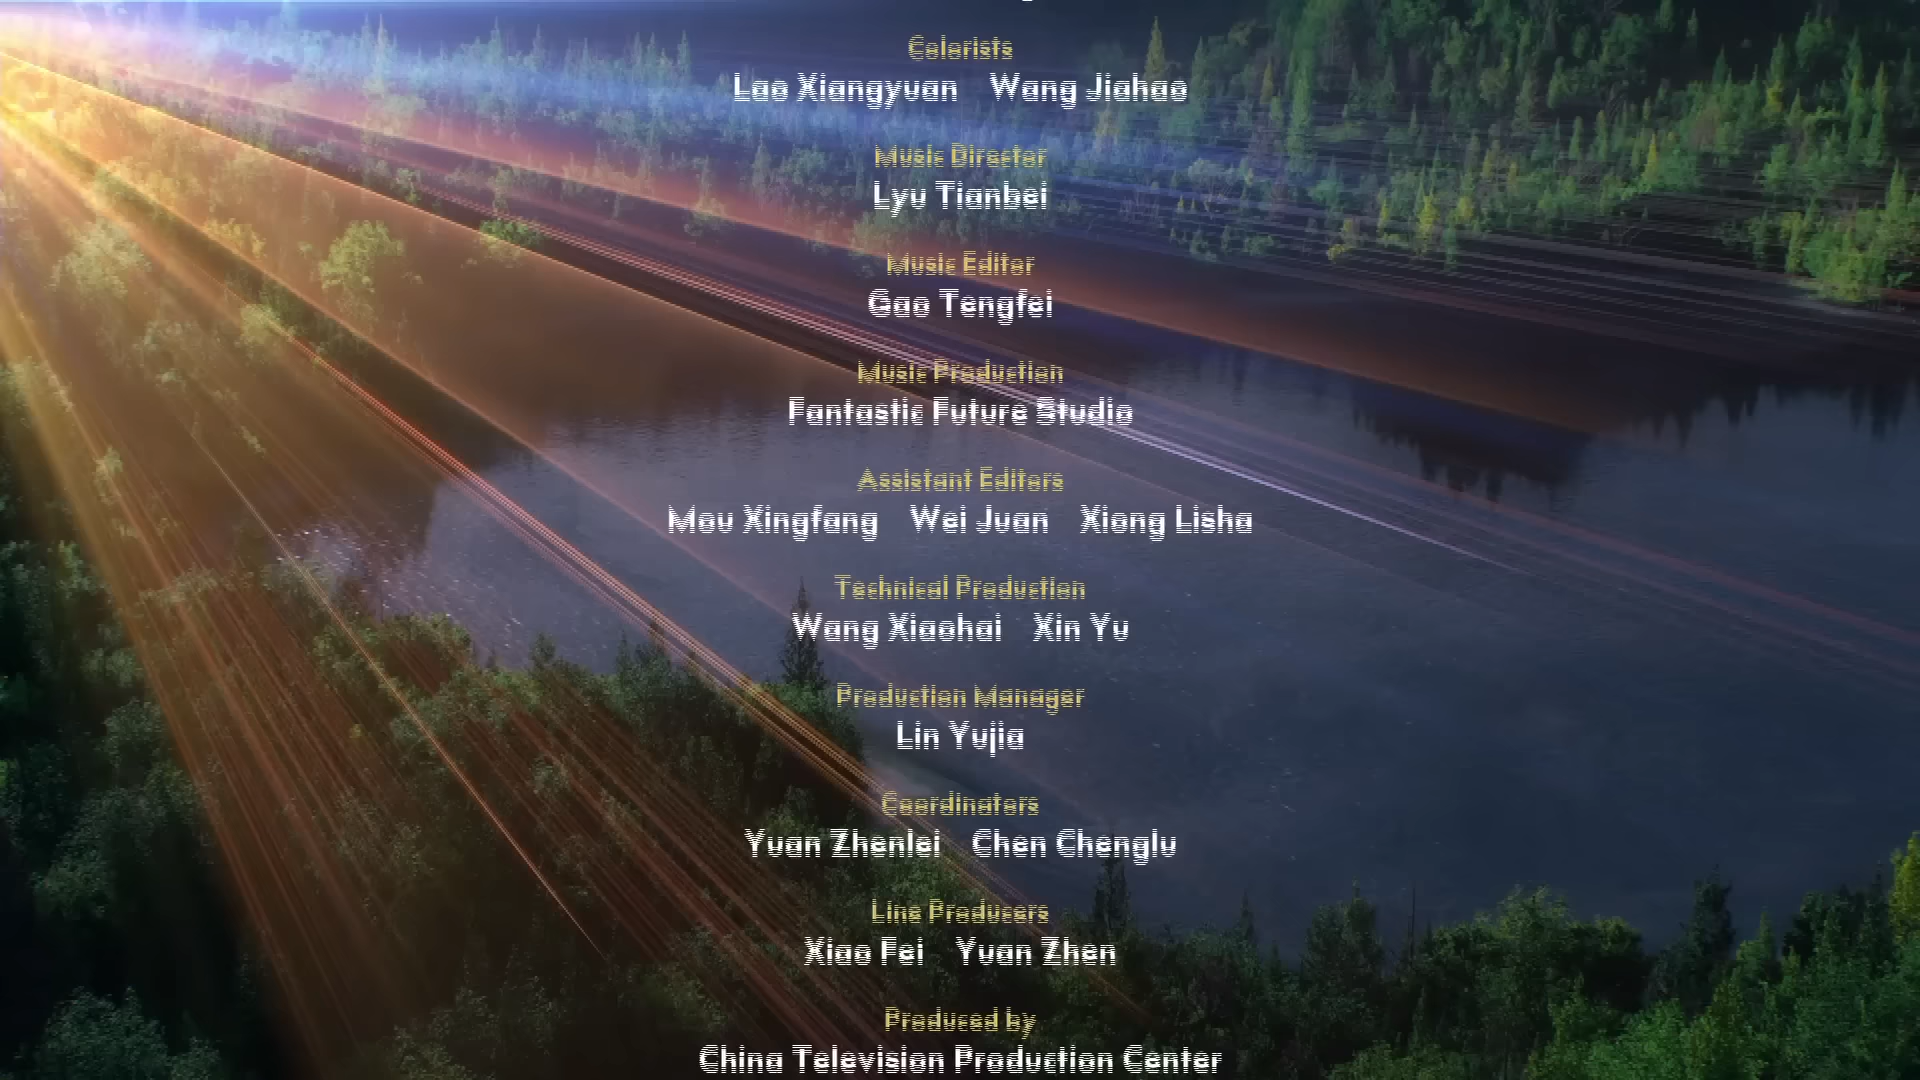 Colorists
Lao Xiangyuan Wang Jiahao
Music Director
Lyu Tianbei
Music Editor
Gao Tengfei
Music Production
Fantastic Future Studio
Assistant Editors
Mou Xingfang Wei Juan Xiong Lisha
Technical Production
Wang Xiaohai Xin Yu
Production Manager
Lin Yujia
Coordinators
Yuan Zhenlei Chen Chenglu
Line Producers
Xiao Fei Yuan Zhen
Produced by
China Television Production Center